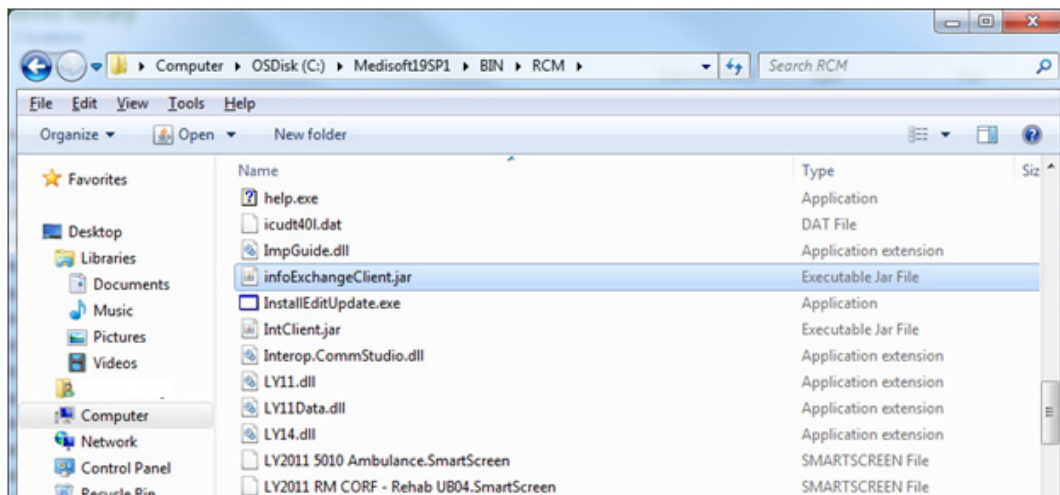 Computer ▸ OSDisk (C:) ▸ Medisoft19SP1 ▸ BIN ▸ RCM ▸ Search RCM
File Edit View Tools Help
Organize Open New folder
Name Type Siz
Favorites
help.exe Application
icudt40l.dat DAT File
Desktop
ImpGuide.dll Application extension
Libraries
infoExchangeClient.jar Executable Jar File
Documents
InstallEditUpdate.exe Application
Music
IntClient.jar Executable Jar File
Pictures
Interop.CommStudio.dll Application extension
Videos
LY11.dll Application extension
LY11Data.dll Application extension
Computer
LY14.dll Application extension
Network
LY2011 5010 Ambulance.SmartScreen SMARTSCREEN File
Control Panel
LY2011 RM CORF - Rehab UB04.SmartScreen SMARTSCREEN File
Recycle Bin